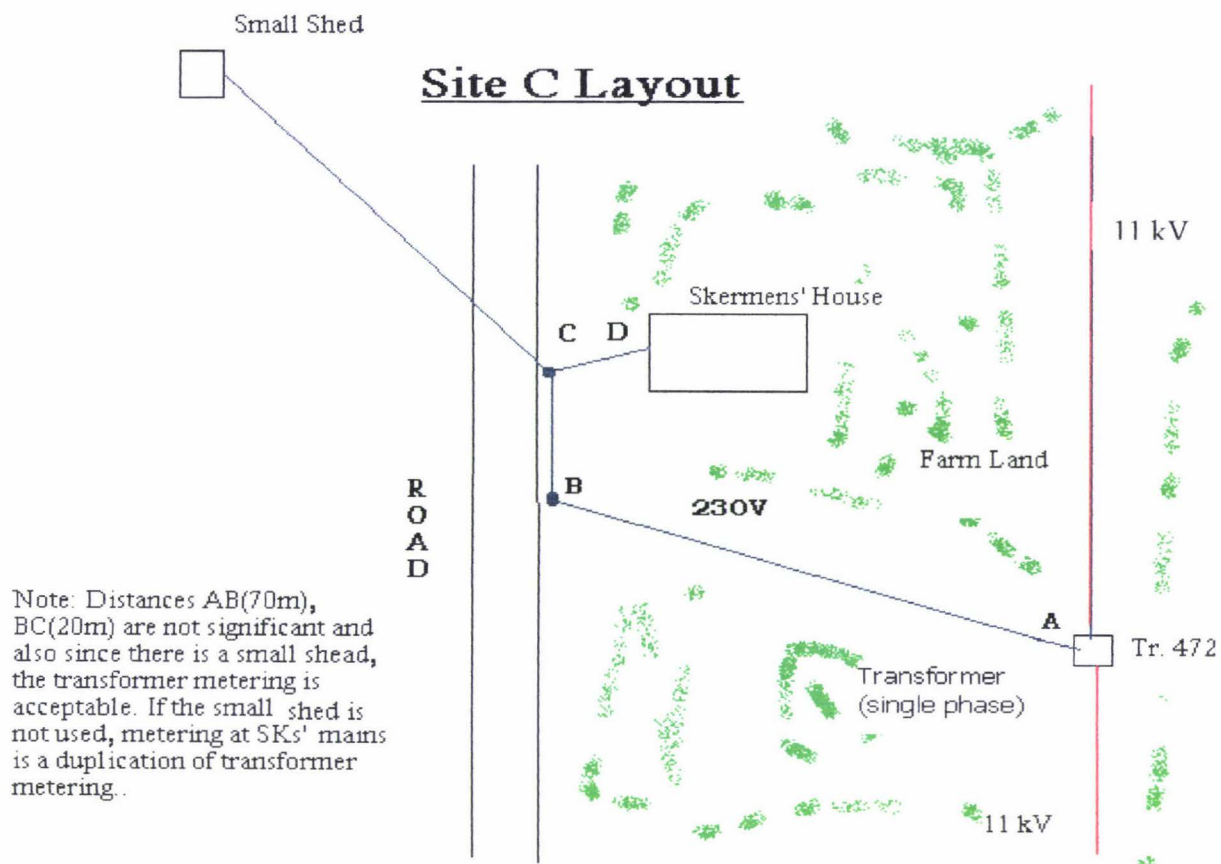 Small Shed
Site C Layout
11 kV
Skermens' House
C D
Farm Land
B
230V
R
O
A
D
Note: Distances AB(70m),
BC(20m) are not significant and
also since there is a small shead,
the transformer metering is
acceptable. If the small shed is
not used, metering at SKs' mains
is a duplication of transformer
metering..
A
Tr. 472
Transformer
(single phase)
11 kV